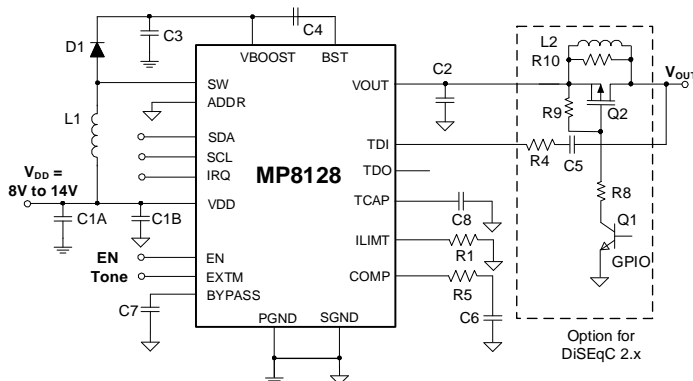 D1
C3
C4
VBOOST
BST
L2
R10
VOUT
SW
ADDR
VOUT
C2
R9
Q2
L1
SDA
SCL
IRQ
MP8128
TDI
TDO
R4
C5
VDD =
8V to 14V
VDD
TCAP
C8
R8
C1A
C1B
Q1
GPIO
EN
Tone
EN
EXTM
BYPASS
ILIMT
R1
COMP
R5
C6
C7
PGND
SGND
Option for
DiSEqC 2.x